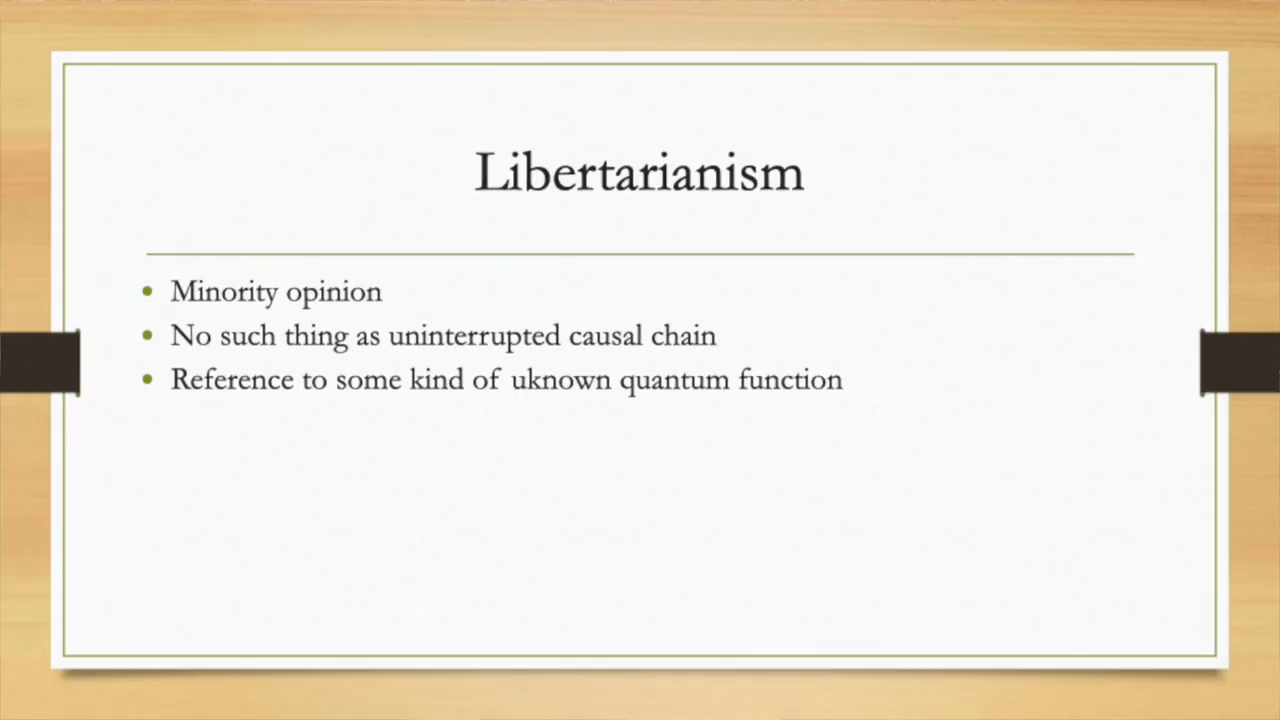 Libertarianism
• Minority opinion
• No such thing as uninterrupted causal chain
• Reference to some kind of uknown quantum function